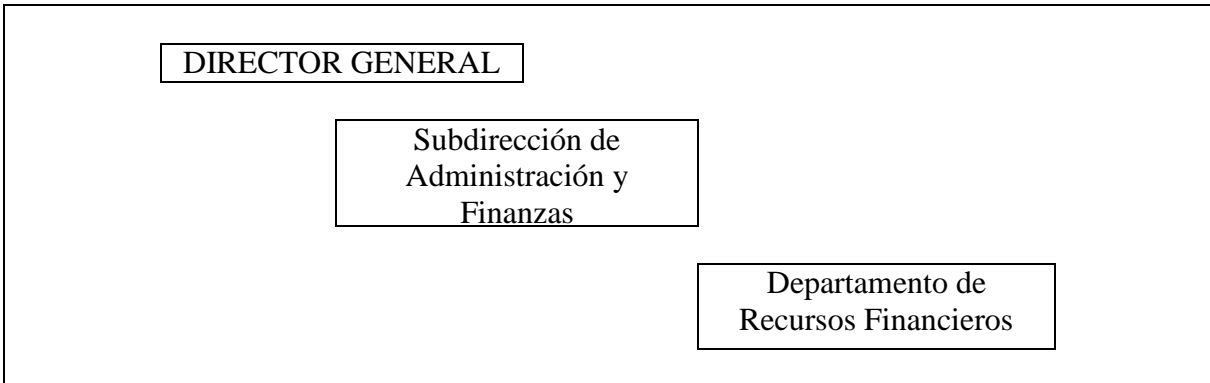 DIRECTOR GENERAL
Subdirección de
Administración y
Finanzas
Departamento de
Recursos Financieros